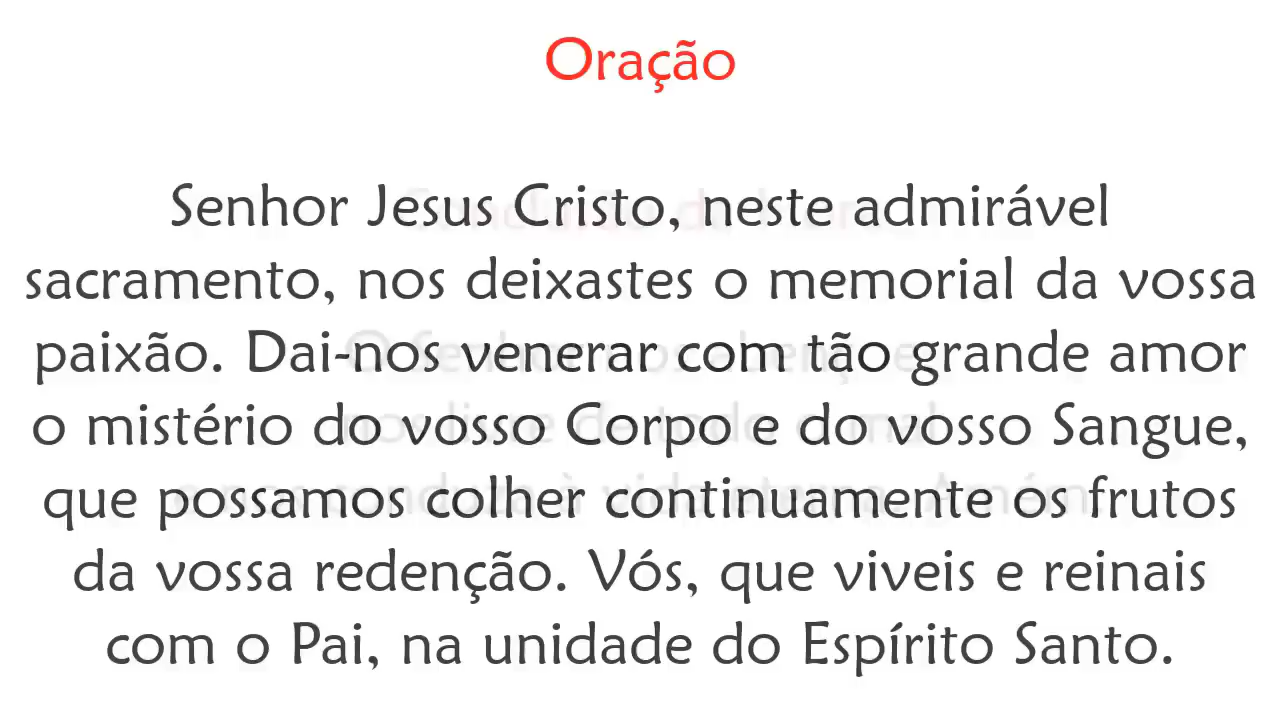 Oração
Senhor Jesus Cristo, neste admirável
sacramento, nos deixastes o memorial da vossa
paixão. Dai-nos venerar com tão grande amor
o mistério do vosso Corpo e do vosso Sangue,
que possamos colher continuamente os frutos
da vossa redenção. Vós, que viveis e reinais
com o Pai, na unidade do Espírito Santo.